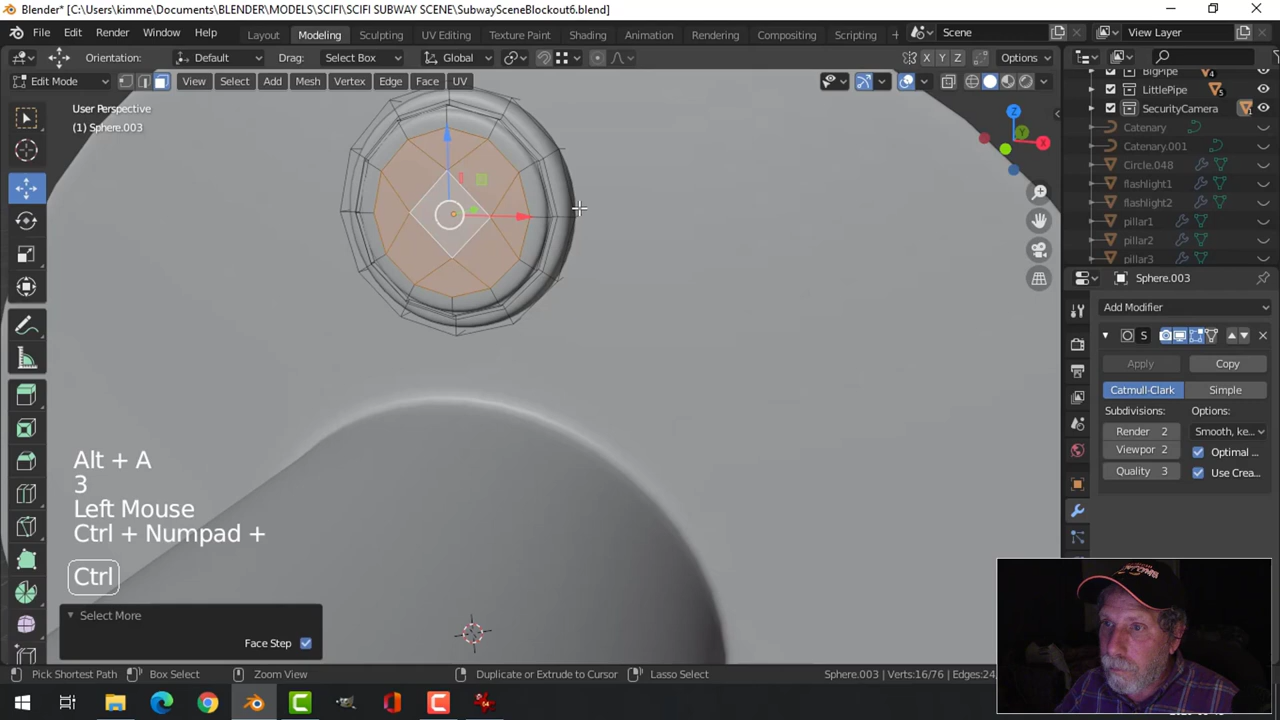 Blender* [C:\Users\kimme\Documents\BLENDER\MODELS\SCIFI\SCIFI SUBWAY SCENE\SubwaySceneBlockout6.blend]
File Edit Render Window Help Layout Modeling Sculpting UV Editing Texture Paint Shading Animation Rendering Compositing Scripting + Scene View Layer
Orientation: Default Drag: Select Box Global X Y Z Options
Edit Mode View Select Add Mesh Vertex Edge Face UV
User Perspective
(1) Sphere.003
Z
Y
X
BigPipe 4
LittlePipe 5
SecurityCamera 1
Catenary
Catenary.001
Circle.048
flashlight1
flashlight2
pillar1
pillar2
pillar3
Sphere.003
Add Modifier
S
Apply Copy
Catmull-Clark Simple
Subdivisions: Options:
Render 2 Smooth, ke...
Viewpor 2 Optimal ...
Quality 3 Use Crea...
Alt + A
3
Left Mouse
Ctrl + Numpad +
Ctrl
Select More
Face Step
Pick Shortest Path Box Select Zoom View Duplicate or Extrude to Cursor Lasso Select Sphere.003 Verts:16/76 Edges:24,